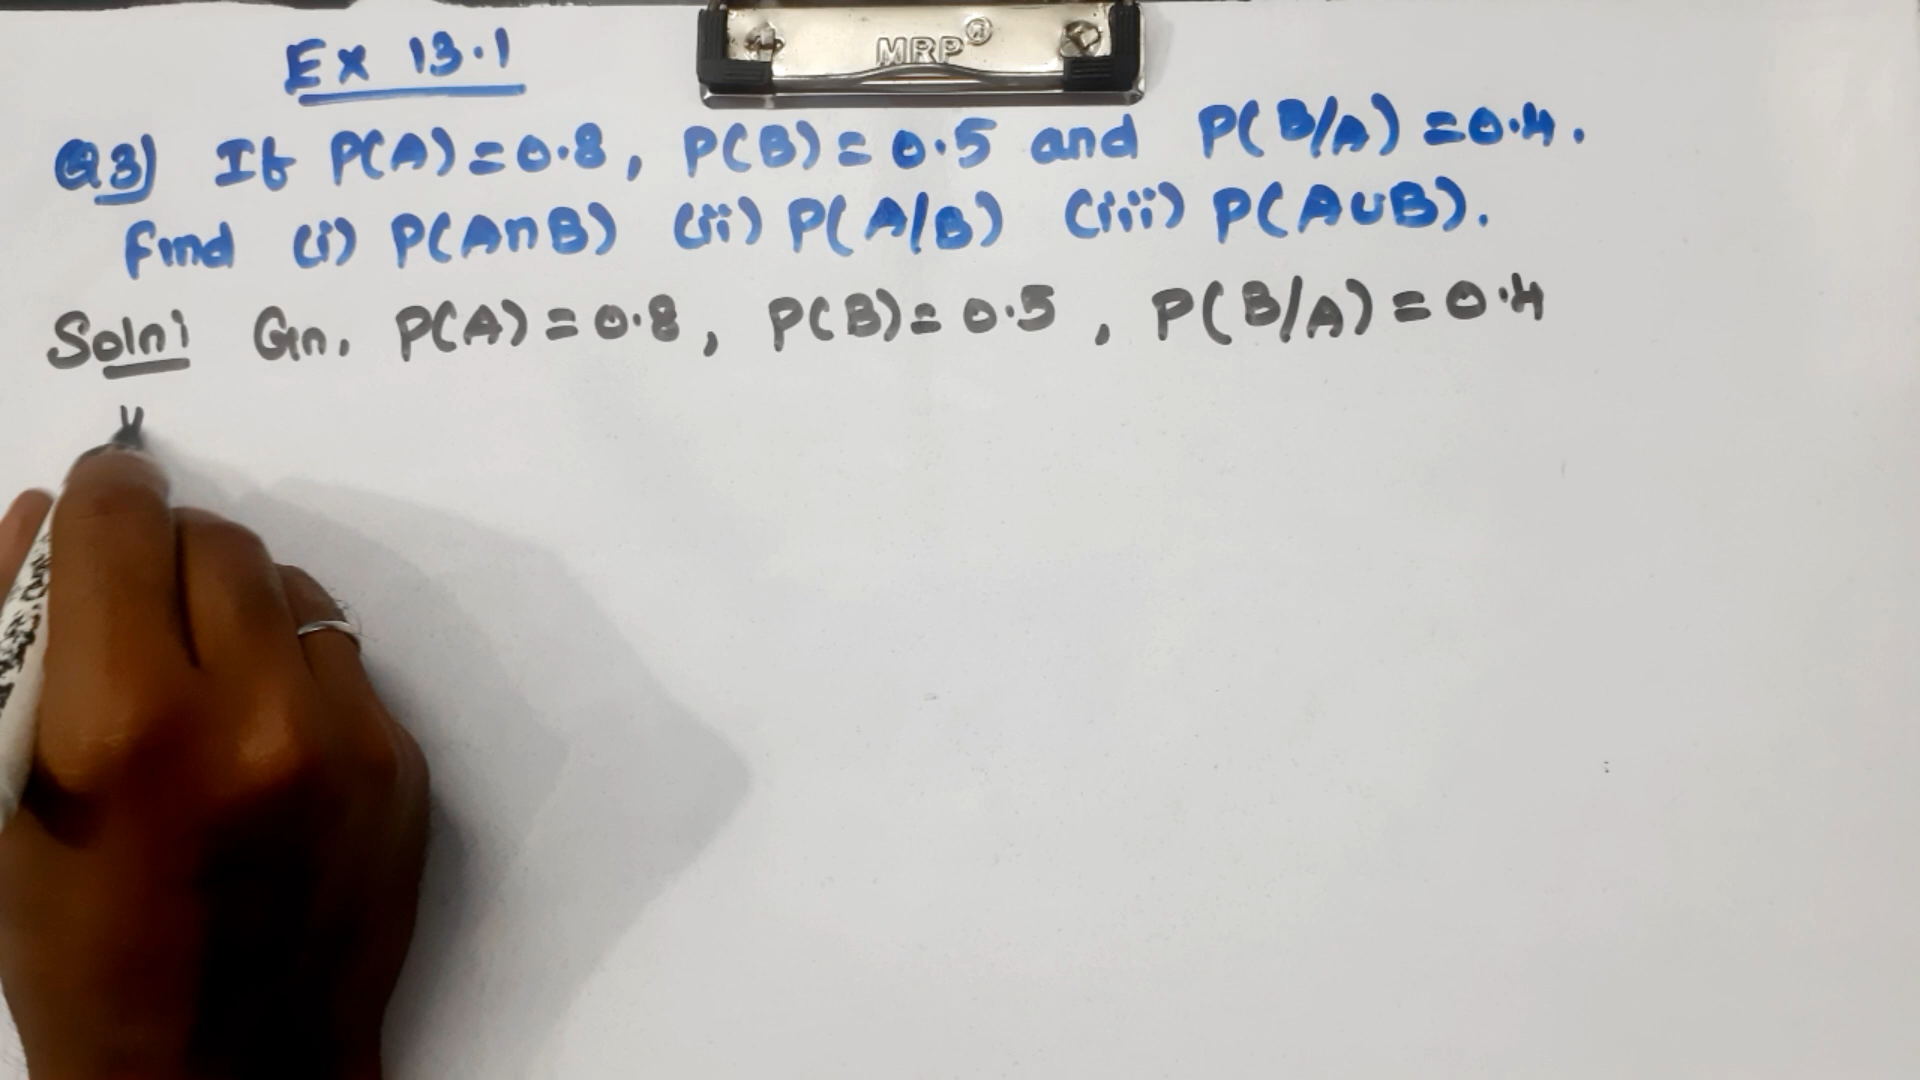 MRP®
Ex 13.1
Q3) If P(A)=0.8, P(B)=0.5 and P(B/A)=0.4.
Find (i) P(A∩B) (ii) P(A/B) (iii) P(A∪B).
Soln: Gn. P(A)=0.8, P(B)=0.5, P(B/A)=0.4